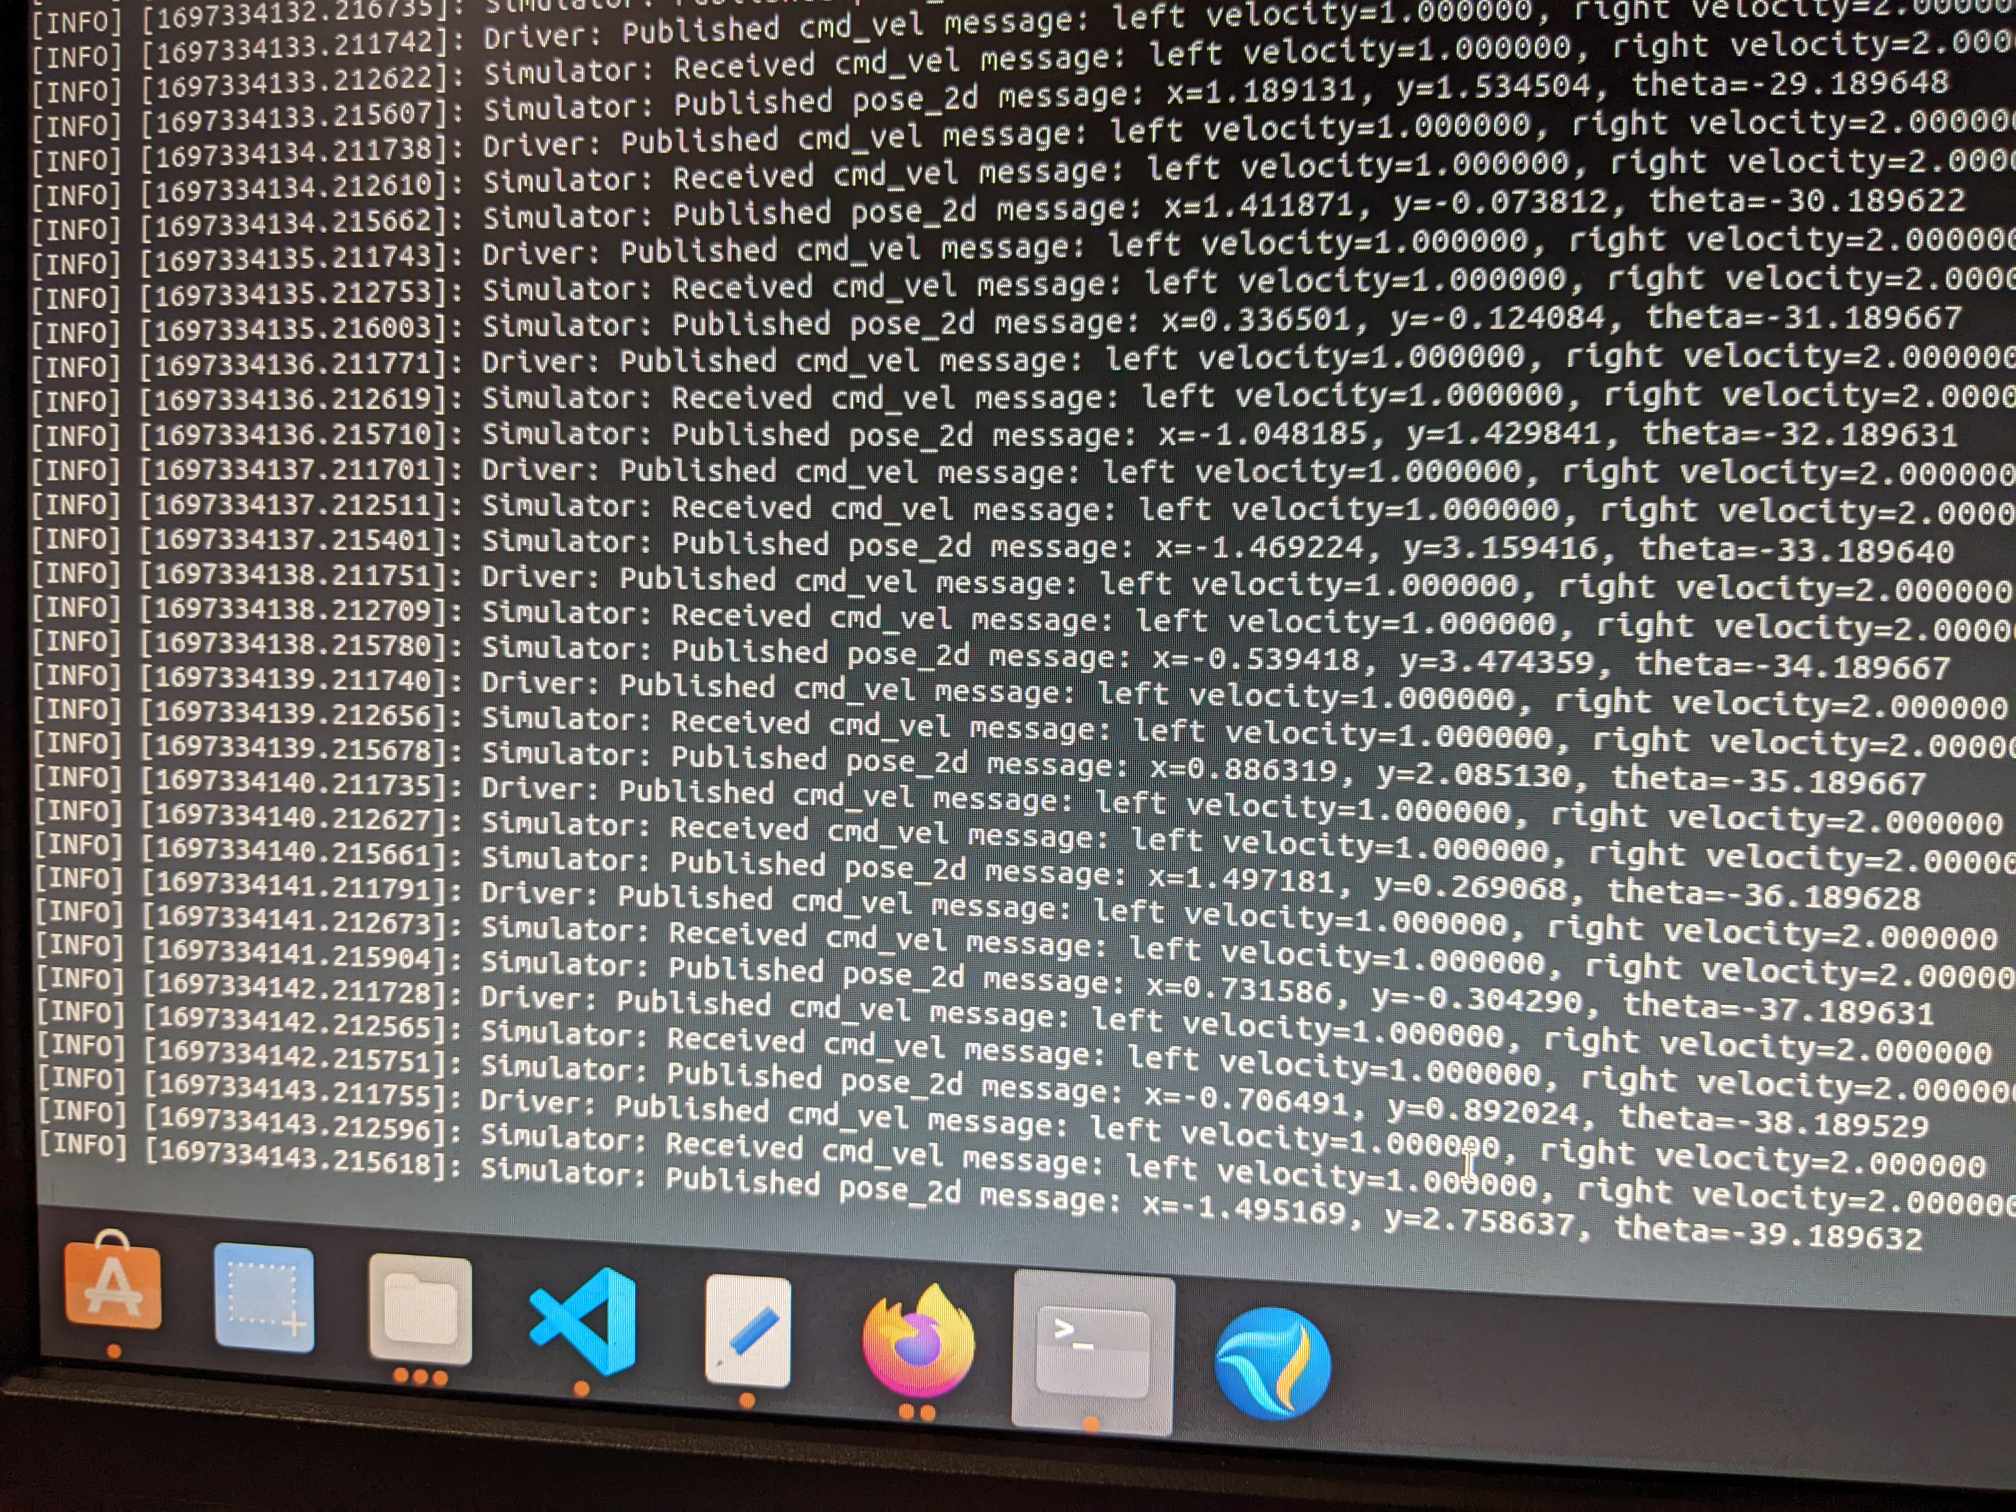 [INFO] [1697334132.216735]: Simulator: Published pose_2d message:
[INFO] [1697334133.211742]: Driver: Published cmd_vel message: left velocity=1.000000, right velocity=2.00000
[INFO] [1697334133.212622]: Simulator: Received cmd_vel message: left velocity=1.000000, right velocity=2.000
[INFO] [1697334133.215607]: Simulator: Published pose_2d message: x=1.189131, y=1.534504, theta=-29.189648
[INFO] [1697334134.211738]: Driver: Published cmd_vel message: left velocity=1.000000, right velocity=2.000000
[INFO] [1697334134.212610]: Simulator: Received cmd_vel message: left velocity=1.000000, right velocity=2.0000
[INFO] [1697334134.215662]: Simulator: Published pose_2d message: x=1.411871, y=-0.073812, theta=-30.189622
[INFO] [1697334135.211743]: Driver: Published cmd_vel message: left velocity=1.000000, right velocity=2.000000
[INFO] [1697334135.212753]: Simulator: Received cmd_vel message: left velocity=1.000000, right velocity=2.0000
[INFO] [1697334135.216003]: Simulator: Published pose_2d message: x=0.336501, y=-0.124084, theta=-31.189667
[INFO] [1697334136.211771]: Driver: Published cmd_vel message: left velocity=1.000000, right velocity=2.000000
[INFO] [1697334136.212619]: Simulator: Received cmd_vel message: left velocity=1.000000, right velocity=2.0000
[INFO] [1697334136.215710]: Simulator: Published pose_2d message: x=-1.048185, y=1.429841, theta=-32.189631
[INFO] [1697334137.211701]: Driver: Published cmd_vel message: left velocity=1.000000, right velocity=2.000000
[INFO] [1697334137.212511]: Simulator: Received cmd_vel message: left velocity=1.000000, right velocity=2.0000
[INFO] [1697334137.215401]: Simulator: Published pose_2d message: x=-1.469224, y=3.159416, theta=-33.189640
[INFO] [1697334138.211751]: Driver: Published cmd_vel message: left velocity=1.000000, right velocity=2.000000
[INFO] [1697334138.212709]: Simulator: Received cmd_vel message: left velocity=1.000000, right velocity=2.0000
[INFO] [1697334138.215780]: Simulator: Published pose_2d message: x=-0.539418, y=3.474359, theta=-34.189667
[INFO] [1697334139.211740]: Driver: Published cmd_vel message: left velocity=1.000000, right velocity=2.000000
[INFO] [1697334139.212656]: Simulator: Received cmd_vel message: left velocity=1.000000, right velocity=2.00000
[INFO] [1697334139.215678]: Simulator: Published pose_2d message: x=0.886319, y=2.085130, theta=-35.189667
[INFO] [1697334140.211735]: Driver: Published cmd_vel message: left velocity=1.000000, right velocity=2.000000
[INFO] [1697334140.212627]: Simulator: Received cmd_vel message: left velocity=1.000000, right velocity=2.00000
[INFO] [1697334140.215661]: Simulator: Published pose_2d message: x=1.497181, y=0.269068, theta=-36.189628
[INFO] [1697334141.211791]: Driver: Published cmd_vel message: left velocity=1.000000, right velocity=2.000000
[INFO] [1697334141.212673]: Simulator: Received cmd_vel message: left velocity=1.000000, right velocity=2.00000
[INFO] [1697334141.215904]: Simulator: Published pose_2d message: x=0.731586, y=-0.304290, theta=-37.189631
[INFO] [1697334142.211728]: Driver: Published cmd_vel message: left velocity=1.000000, right velocity=2.000000
[INFO] [1697334142.212565]: Simulator: Received cmd_vel message: left velocity=1.000000, right velocity=2.00000
[INFO] [1697334142.215751]: Simulator: Published pose_2d message: x=-0.706491, y=0.892024, theta=-38.189529
[INFO] [1697334143.211755]: Driver: Published cmd_vel message: left velocity=1.000000, right velocity=2.000000
[INFO] [1697334143.212596]: Simulator: Received cmd_vel message: left velocity=1.000000, right velocity=2.000000
[INFO] [1697334143.215618]: Simulator: Published pose_2d message: x=-1.495169, y=2.758637, theta=-39.189632